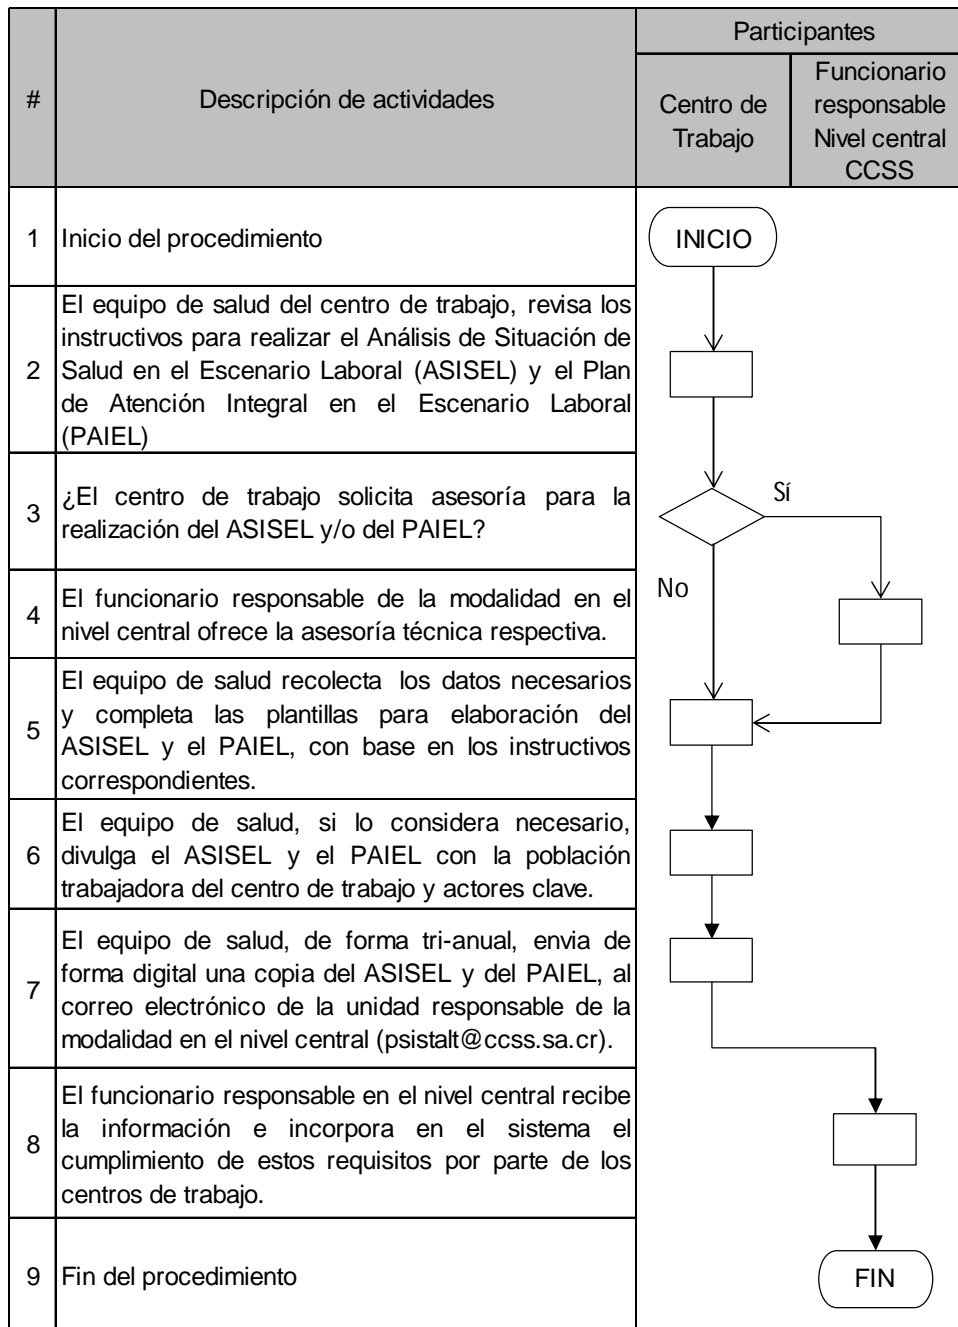 #
Descripción de actividades
Participantes
Centro de
Trabajo
Funcionario
responsable
Nivel central
CCSS
1
Inicio del procedimiento
INICIO
2
El equipo de salud del centro de trabajo, revisa los
instructivos para realizar el Análisis de Situación de
Salud en el Escenario Laboral (ASISEL) y el Plan
de Atención Integral en el Escenario Laboral
(PAIEL)
3
¿El centro de trabajo solicita asesoría para la
realización del ASISEL y/o del PAIEL?
Sí
No
4
El funcionario responsable de la modalidad en el
nivel central ofrece la asesoría técnica respectiva.
5
El equipo de salud recolecta los datos necesarios
y completa las plantillas para elaboración del
ASISEL y el PAIEL, con base en los instructivos
correspondientes.
6
El equipo de salud, si lo considera necesario,
divulga el ASISEL y el PAIEL con la población
trabajadora del centro de trabajo y actores clave.
7
El equipo de salud, de forma tri-anual, envia de
forma digital una copia del ASISEL y del PAIEL, al
correo electrónico de la unidad responsable de la
modalidad en el nivel central (psistalt@ccss.sa.cr).
8
El funcionario responsable en el nivel central recibe
la información e incorpora en el sistema el
cumplimiento de estos requisitos por parte de los
centros de trabajo.
9
Fin del procedimiento
FIN